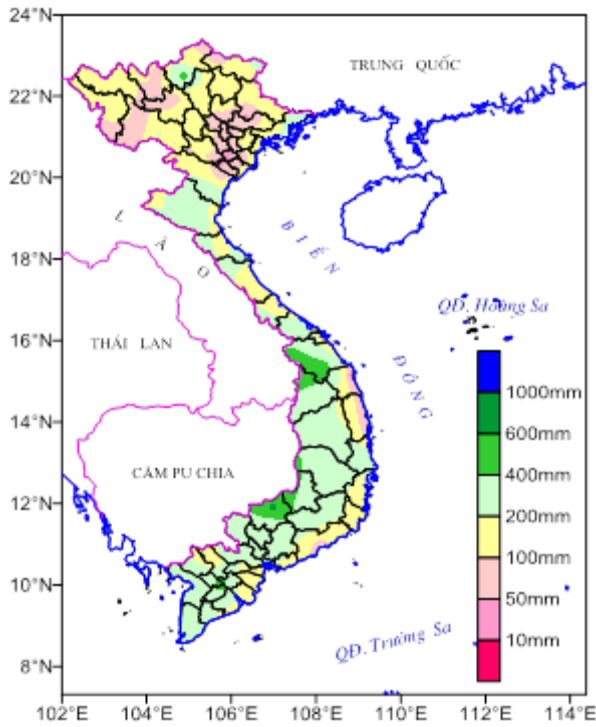 24°N
TRUNG QUỐC
22°N
20°N
LÀO
BIỂN
18°N
QĐ. Hoàng Sa
16°N
THÁI LAN
ĐÔNG
1000mm
14°N
600mm
CĂM PU CHIA
400mm
12°N
200mm
100mm
10°N
50mm
QĐ. Trường Sa
10mm
8°N
102°E 104°E 106°E 108°E 110°E 112°E 114°E